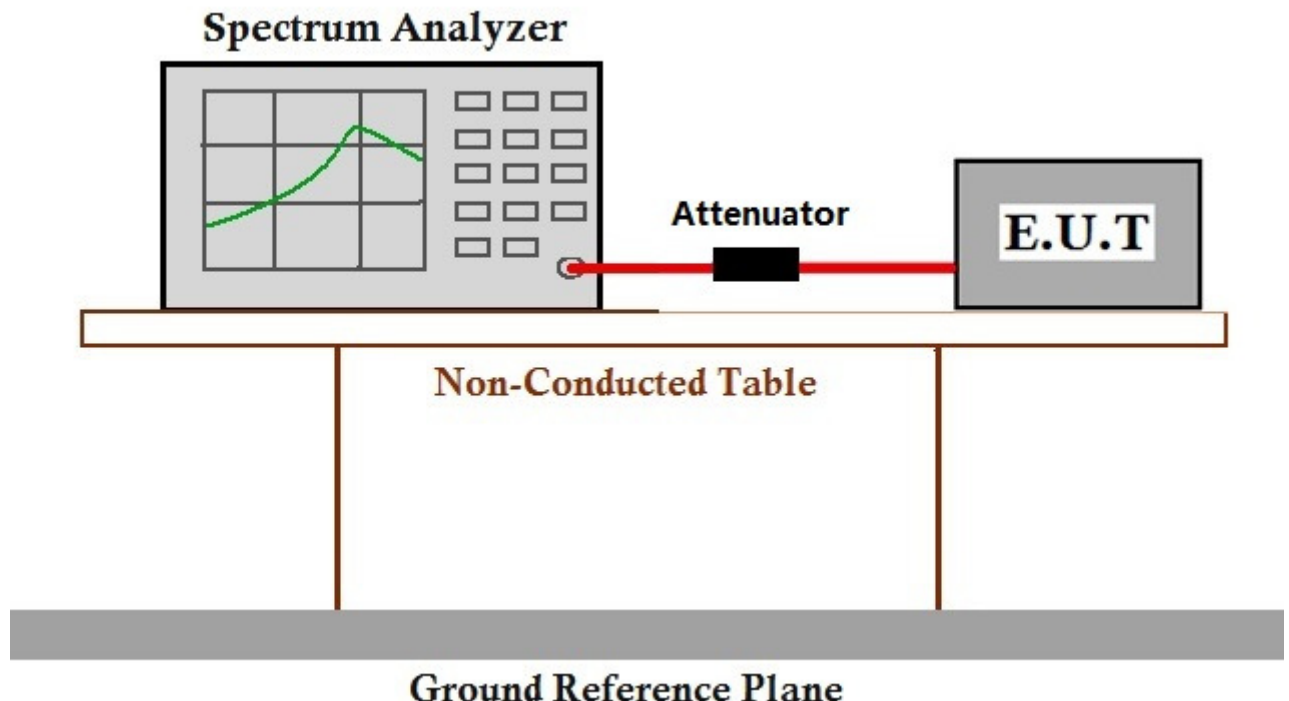 Spectrum Analyzer
Attenuator
E.U.T
Non-Conducted Table
Ground Reference Plane